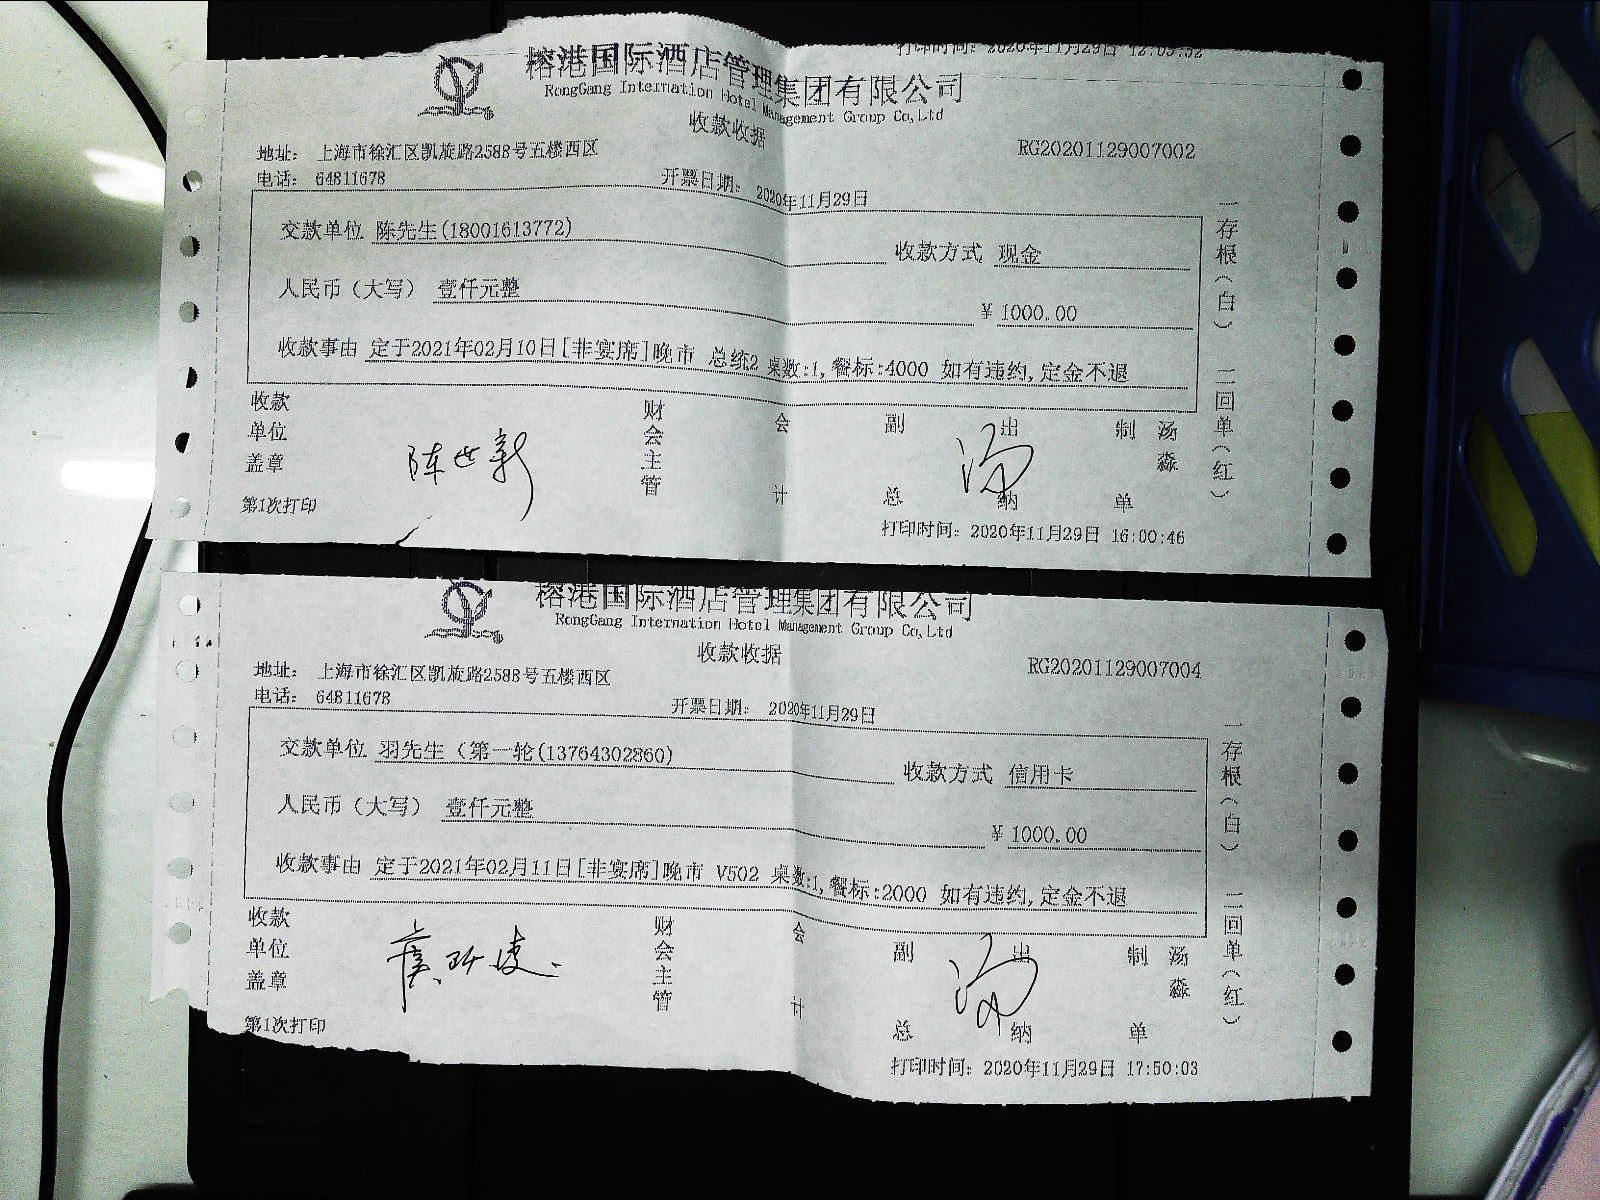 打印时间：2020年11月29日 12:05:52
榕港国际酒店管理集团有限公司
RongGang Internation Hotel Management Group Co,Ltd
收款收据
地址： 上海市徐汇区凯旋路2588号五楼西区
RG20201129007002
电话： 64811678
开票日期： 2020年11月29日
交款单位 陈先生(18001613772)
收款方式 现金
人民币（大写） 壹仟元整
¥ 1000.00
收款事由 定于2021年02月10日[非宴席]晚市 总统2 桌数:1,餐标:4000 如有违约,定金不退
一存根（白） 二回单（红）
收款单位盖章
陈世新
财会主管
会计
副总
出纳
汤
制单
汤淼
第1次打印
打印时间：2020年11月29日 16:00:46
榕港国际酒店管理集团有限公司
RongGang Internation Hotel Management Group Co,Ltd
收款收据
地址： 上海市徐汇区凯旋路2588号五楼西区
RG20201129007004
电话： 64811678
开票日期： 2020年11月29日
交款单位 羽先生（第一轮(13764302860)
收款方式 信用卡
人民币（大写） 壹仟元整
¥ 1000.00
收款事由 定于2021年02月11日[非宴席]晚市 V502 桌数:1,餐标:2000 如有违约,定金不退
一存根（白） 二回单（红）
收款单位盖章
财会主管
会计
副总
出纳
汤
制单
汤淼
第1次打印
打印时间：2020年11月29日 17:50:03